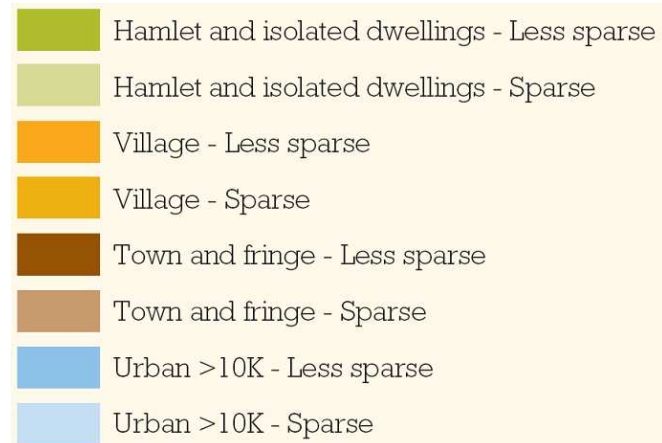 Hamlet and isolated dwellings - Less sparse
Hamlet and isolated dwellings - Sparse
Village - Less sparse
Village - Sparse
Town and fringe - Less sparse
Town and fringe - Sparse
Urban >10K - Less sparse
Urban >10K - Sparse